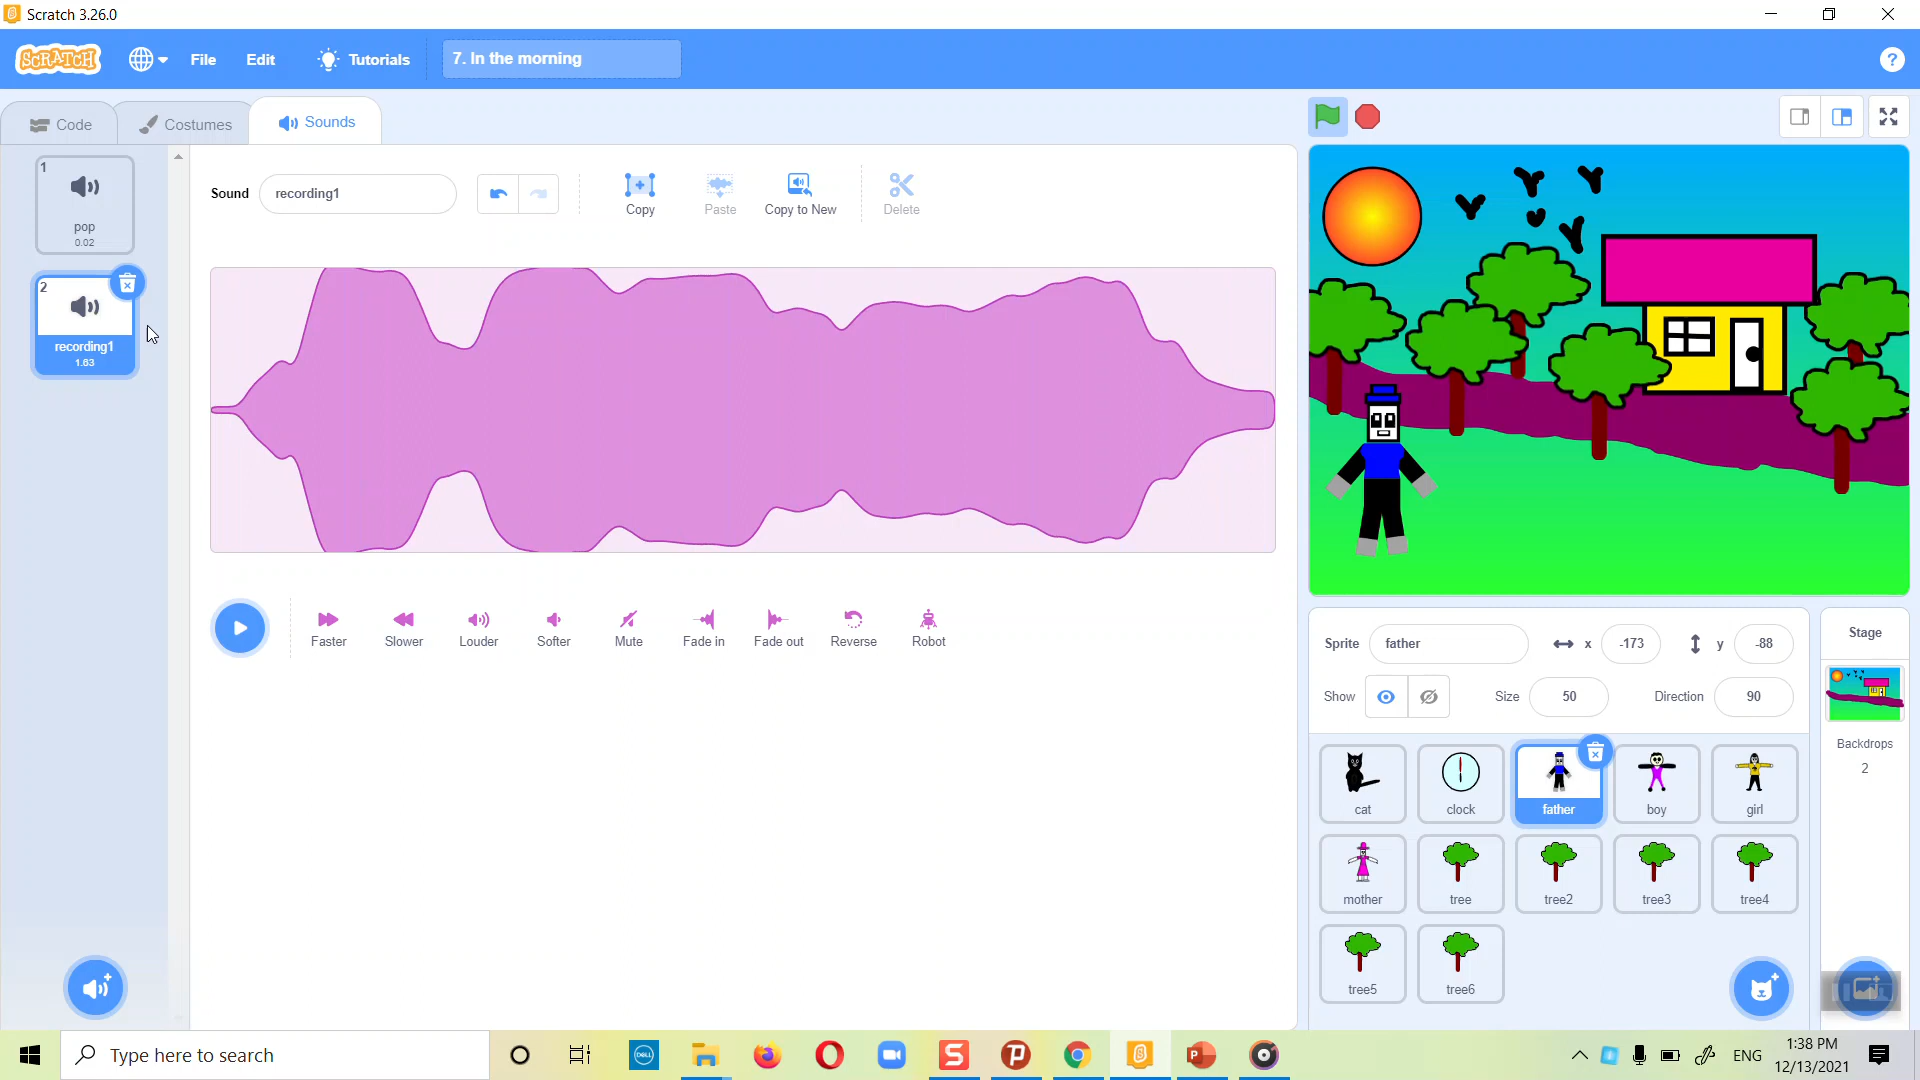 Scratch 3.26.0
SCRATCH
File
Edit
Tutorials
7. In the morning
?
Code
Costumes
Sounds
1
pop
0.02
2
recording1
1.63
Sound
recording1
Copy
Paste
Copy to New
Delete
Faster
Slower
Louder
Softer
Mute
Fade in
Fade out
Reverse
Robot
Sprite
father
x
-173
y
-88
Show
Size
50
Direction
90
Stage
Backdrops
2
cat
clock
father
boy
girl
mother
tree
tree2
tree3
tree4
tree5
tree6
Type here to search
DELL
ENG
1:38 PM
12/13/2021